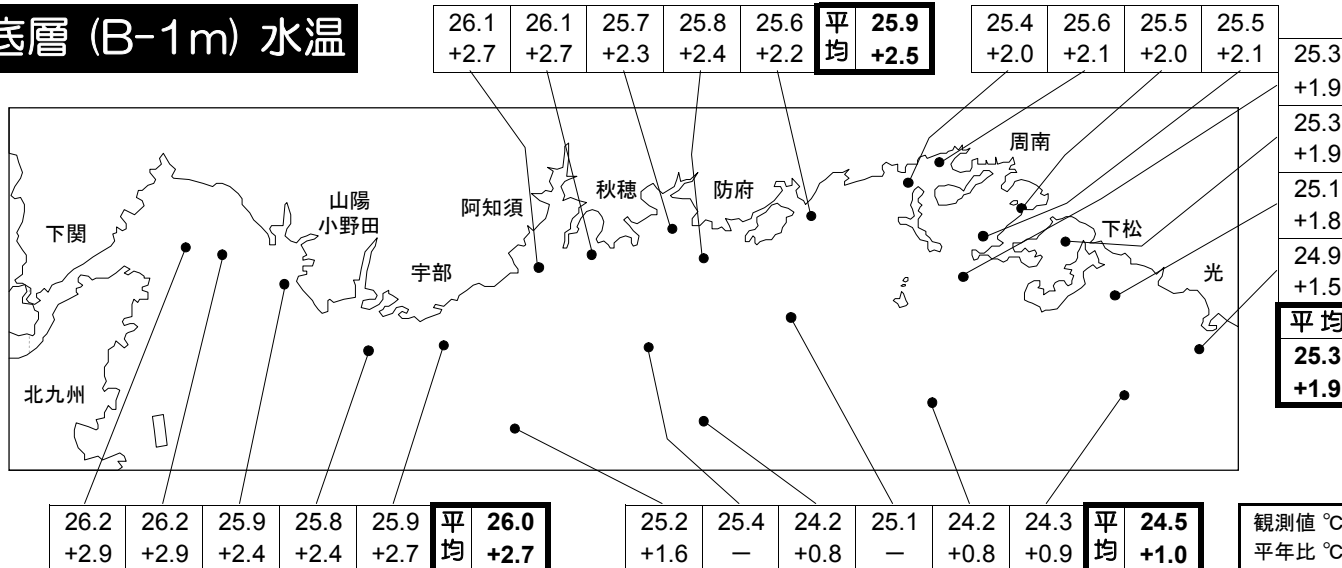 底層 (B-1m) 水温
26.1 26.1 25.7 25.8 25.6 平均 25.9
+2.7 +2.7 +2.3 +2.4 +2.2 +2.5
25.4 25.6 25.5 25.5
+2.0 +2.1 +2.0 +2.1
25.3
+1.9
25.3
+1.9
25.1
+1.8
24.9
+1.5
平均
25.3
+1.9
周南
秋穂
防府
山陽
小野田
阿知須
下関
下松
宇部
光
北九州
26.2 26.2 25.9 25.8 25.9 平均 26.0
+2.9 +2.9 +2.4 +2.4 +2.7 +2.7
25.2 25.4 24.2 25.1 24.2 24.3 平均 24.5
+1.6 － +0.8 － +0.8 +0.9 +1.0
観測値 ℃
平年比 ℃